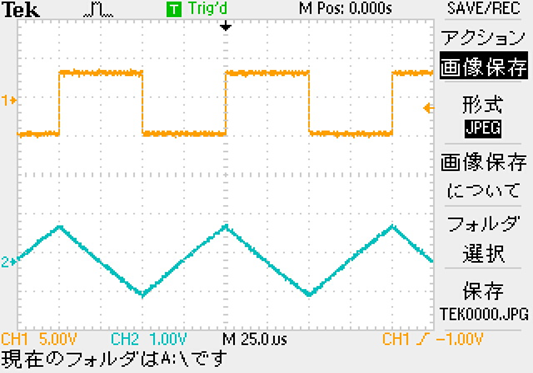 Tek
T Trig'd
M Pos: 0.000s
SAVE/REC
アクション
画像保存
形式
JPEG
画像保存
について
フォルダ
選択
保存
TEK0000.JPG
1
2
CH1 5.00V
CH2 1.00V
M 25.0us
CH1 -1.00V
現在のフォルダはA:\です